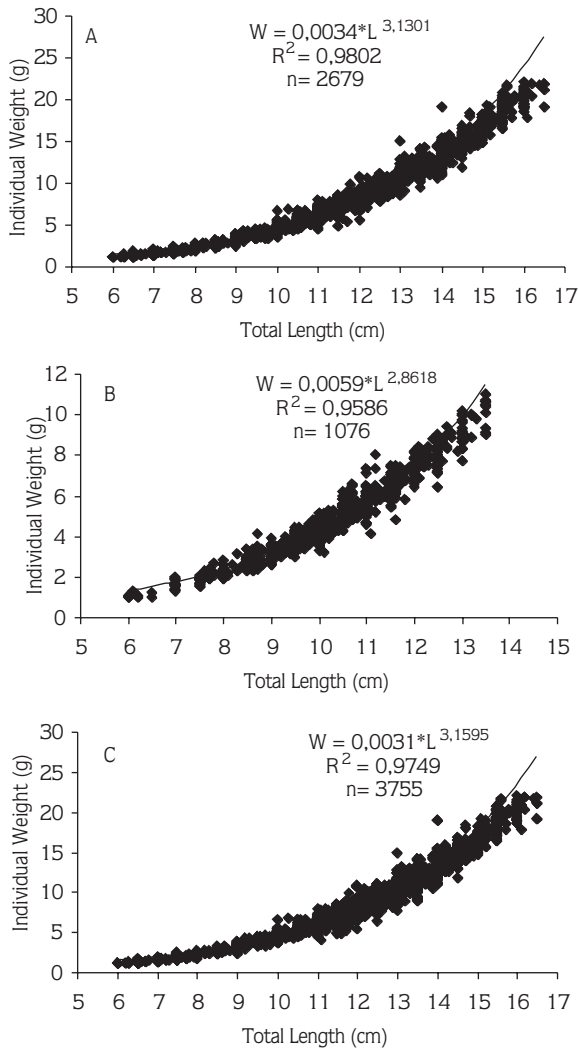 A
W = 0,0034*L 3,1301
R2 = 0,9802
n= 2679
Individual Weight (g)
30
25
20
15
10
5
0
5 6 7 8 9 10 11 12 13 14 15 16 17
Total Length (cm)
B
W = 0,0059*L 2,8618
R2 = 0,9586
n= 1076
Individual Weight (g)
12
10
8
6
4
2
0
5 6 7 8 9 10 11 12 13 14 15
Total Length (cm)
C
W = 0,0031*L 3,1595
R2 = 0,9749
n= 3755
Individual Weight (g)
30
25
20
15
10
5
0
5 6 7 8 9 10 11 12 13 14 15 16 17
Total Length (cm)